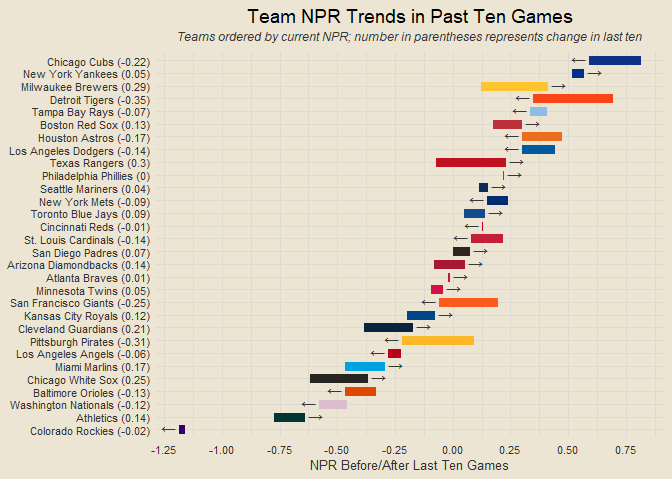 Team NPR Trends in Past Ten Games
Teams ordered by current NPR; number in parentheses represents change in last ten
Chicago Cubs (-0.22)
New York Yankees (0.05)
Milwaukee Brewers (0.29)
Detroit Tigers (-0.35)
Tampa Bay Rays (-0.07)
Boston Red Sox (0.13)
Houston Astros (-0.17)
Los Angeles Dodgers (-0.14)
Texas Rangers (0.3)
Philadelphia Phillies (0)
Seattle Mariners (0.04)
New York Mets (-0.09)
Toronto Blue Jays (0.09)
Cincinnati Reds (-0.01)
St. Louis Cardinals (-0.14)
San Diego Padres (0.07)
Arizona Diamondbacks (0.14)
Atlanta Braves (0.01)
Minnesota Twins (0.05)
San Francisco Giants (-0.25)
Kansas City Royals (0.12)
Cleveland Guardians (0.21)
Pittsburgh Pirates (-0.31)
Los Angeles Angels (-0.06)
Miami Marlins (0.17)
Chicago White Sox (0.25)
Baltimore Orioles (-0.13)
Washington Nationals (-0.12)
Athletics (0.14)
Colorado Rockies (-0.02)
-1.25 -1.00 -0.75 -0.50 -0.25 0.00 0.25 0.50 0.75
NPR Before/After Last Ten Games